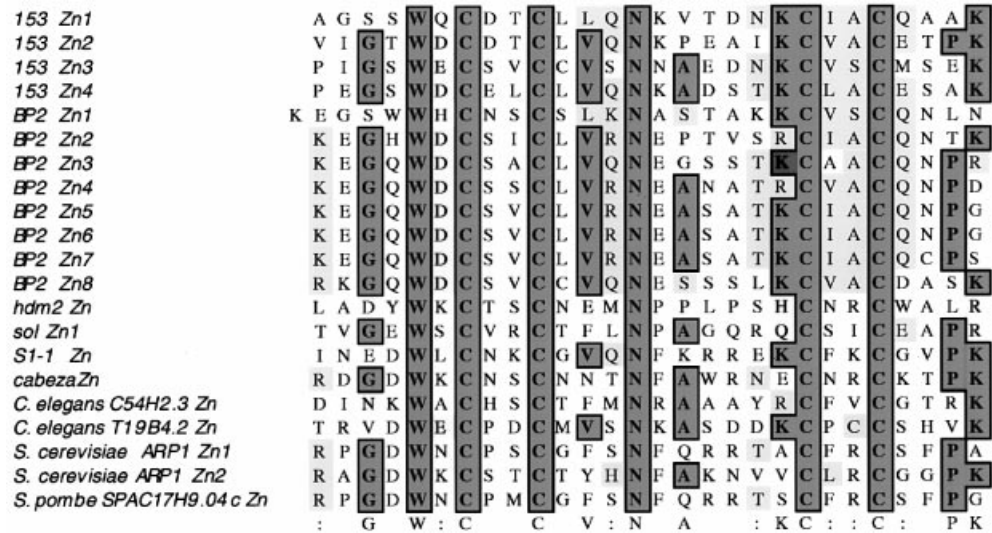 153 Zn1 A G S S W Q C D T C L L Q N K V T D N K C I A C Q A A K
153 Zn2 V I G T W D C D T C L V Q N K P E A I K C V A C E T P K
153 Zn3 P I G S W E C S V C C V S N N A E D N K C V S C M S E K
153 Zn4 P E G S W D C E L C L V Q N K A D S T K C L A C E S A K
BP2 Zn1 K E G S W W H C N S C S L K N A S T A K K C V S C Q N L N
BP2 Zn2 K E G H W D C S I C L V R N E P T V S R C I A C Q N T K
BP2 Zn3 K E G Q W D C S A C L V Q N E G S S T K C A A C Q N P R
BP2 Zn4 K E G Q W D C S S C L V R N E A N A T R C V A C Q N P D
BP2 Zn5 K E G Q W D C S V C L V R N E A S A T K C I A C Q N P G
BP2 Zn6 K E G Q W D C S V C L V R N E A S A T K C I A C Q N P G
BP2 Zn7 K E G Q W D C S V C L V R N E A S A T K C I A C Q C P S
BP2 Zn8 R K G Q W D C S V C C V Q N E S S S L K C V A C D A S K
hdm2 Zn L A D Y W K C T S C N E M N P P L P S H C N R C W A L R
sol Zn1 T V G E W S C V R C T F L N P A G Q R Q C S I C E A P R
S1-1 Zn I N E D W L C N K C G V Q N F K R R E K C F K C G V P K
cabezaZn R D G D W K C N S C N N T N F A W R N E C N R C K T P K
C. elegans C54H2.3 Zn D I N K W A C H S C T F M N R A A A Y R C F V C G T R K
C. elegans T19B4.2 Zn T R V D W E C P D C M V S N K A S D D K C P C C S H V K
S. cerevisiae ARP1 Zn1 R P G D W N C P S C G F S N F Q R R T A C F R C S F P A
S. cerevisiae ARP1 Zn2 R A G D W K C S T C T Y H N F A K N V V C L R C G G P K
S. pombe SPAC17H9.04c Zn R P G D W N C P M C G F S N F Q R R T S C F R C S F P G
: G W : C C V : N A : K C : : C : P K